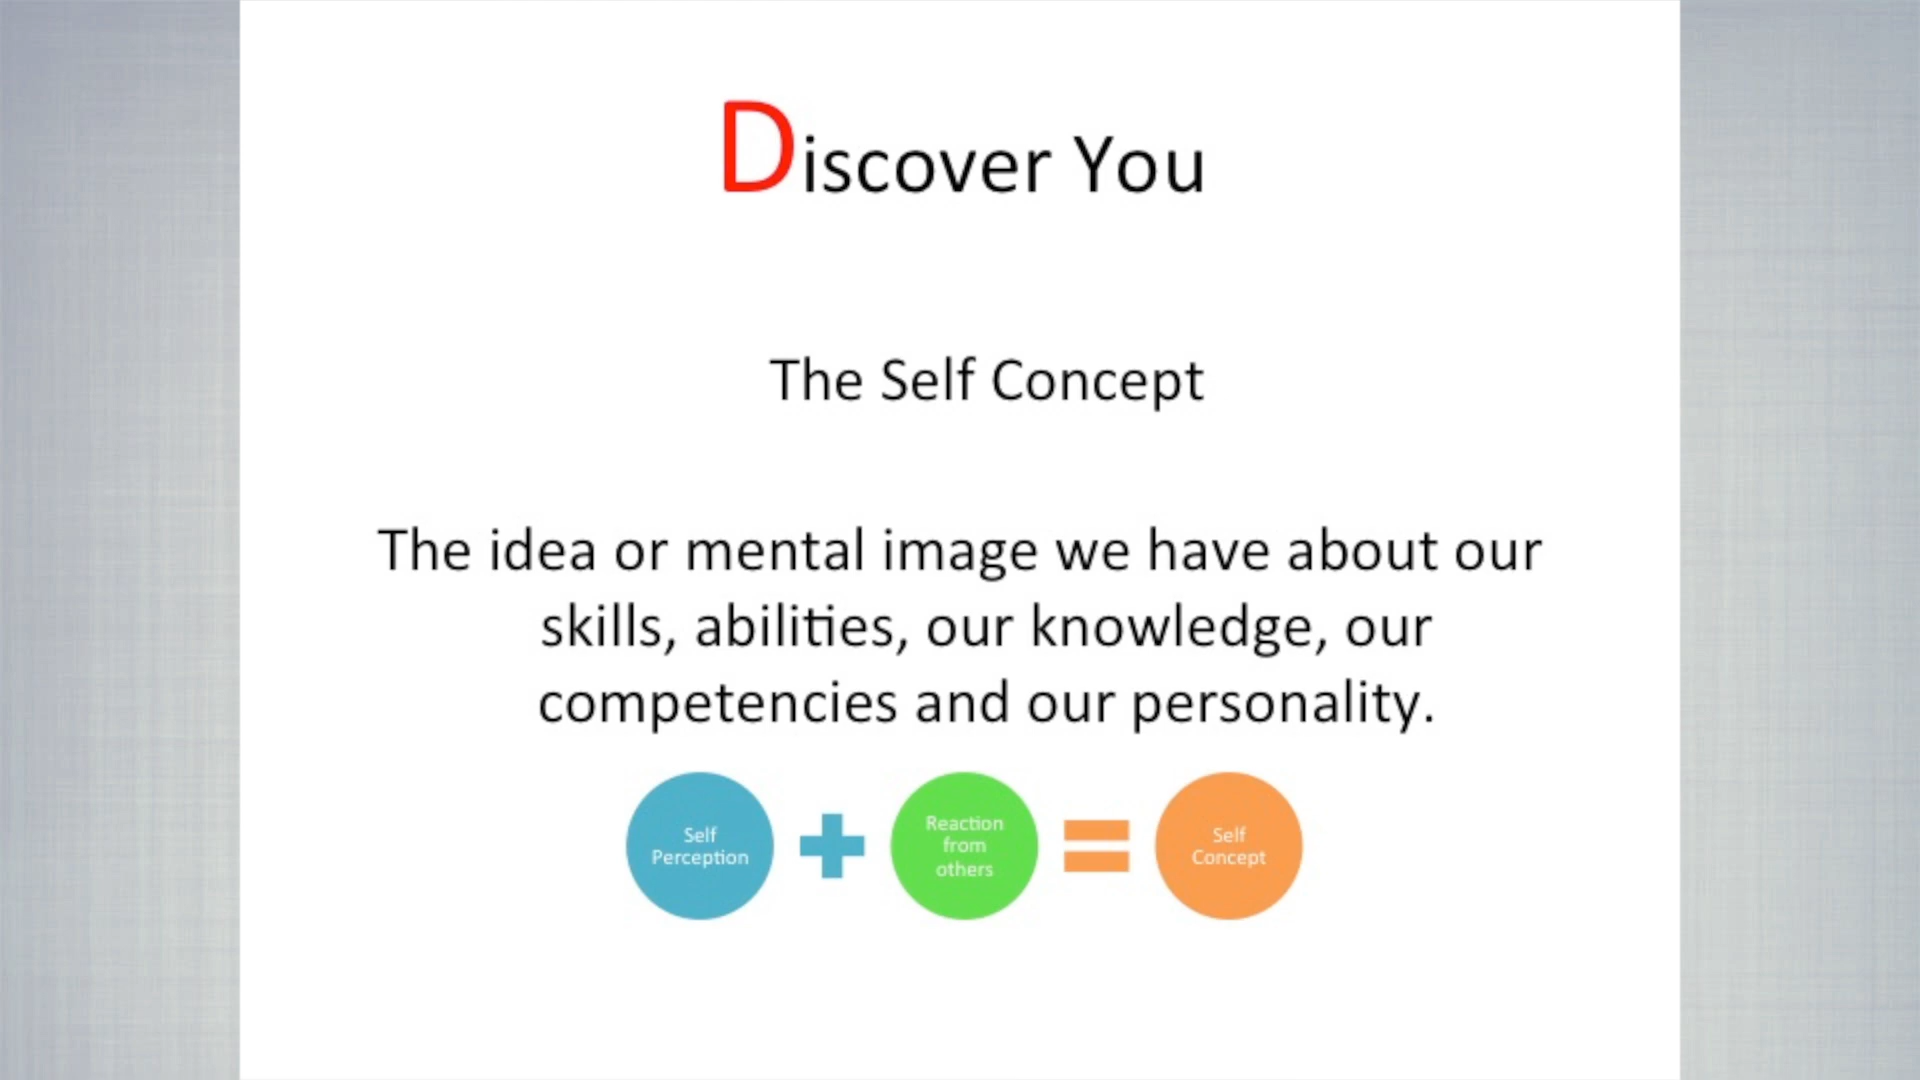 Discover You
The Self Concept
The idea or mental image we have about our
skills, abilities, our knowledge, our
competencies and our personality.
Self
Perception
Reaction
from
others
Self
Concept